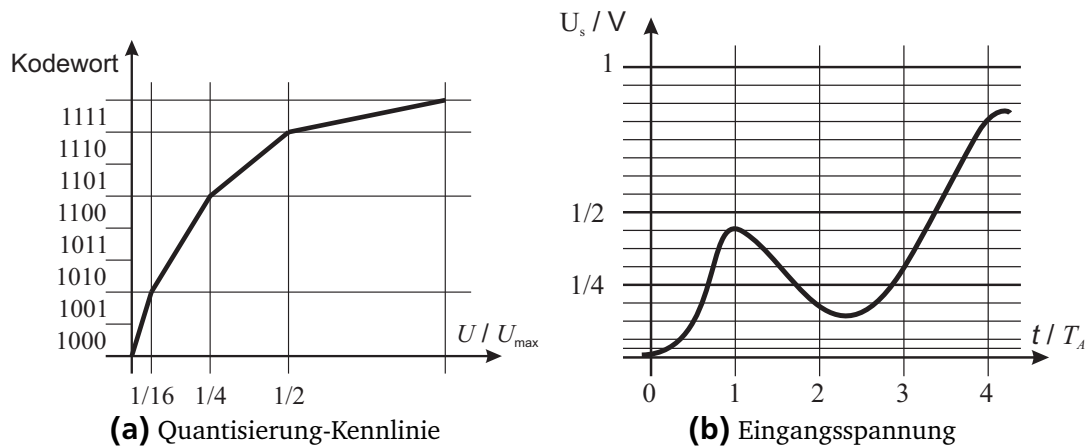 Kodewort
1111
1110
1101
1100
1011
1010
1001
1000
U / Umax
1/16 1/4 1/2
(a) Quantisierung-Kennlinie
Us / V
1
1/2
1/4
t / TA
0 1 2 3 4
(b) Eingangsspannung